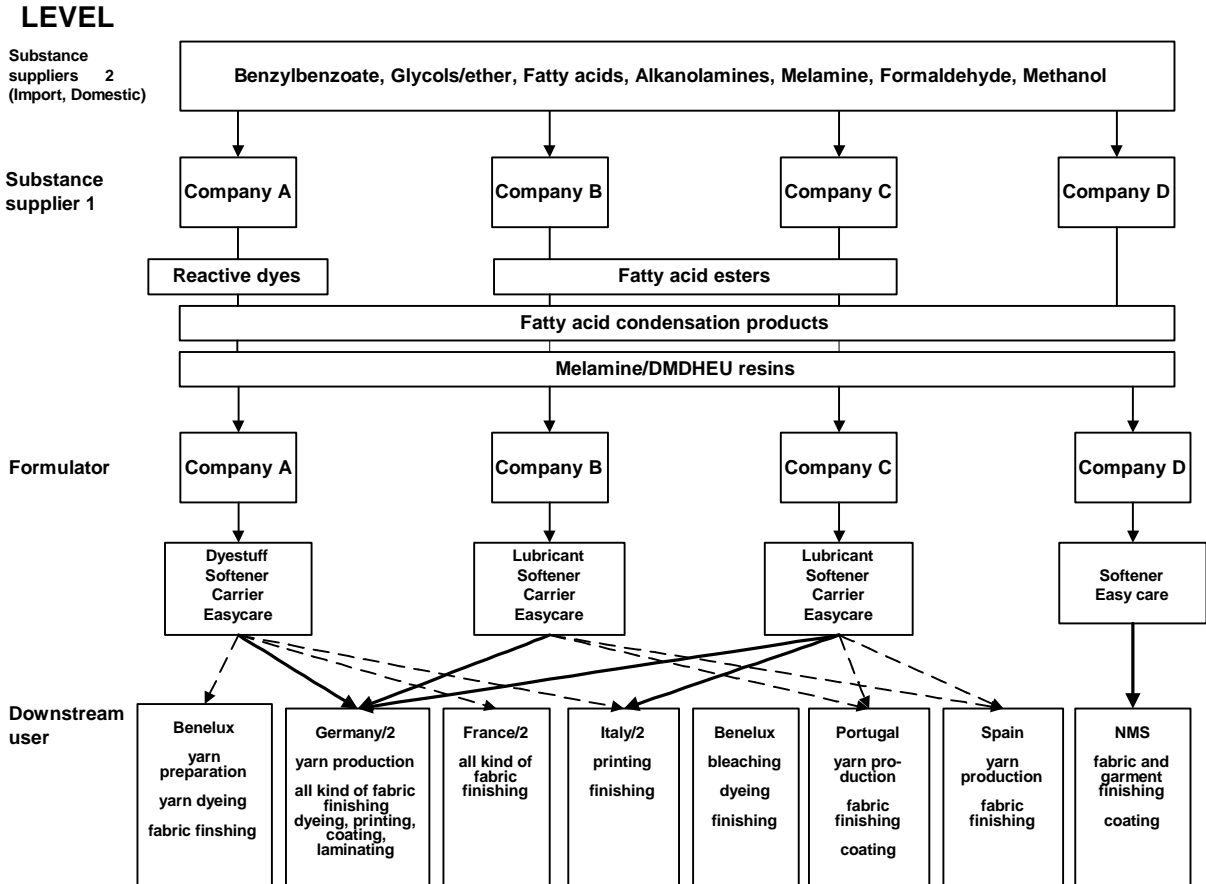 LEVEL
Substance
suppliers 2
(Import, Domestic)
Benzylbenzoate, Glycols/ether, Fatty acids, Alkanolamines, Melamine, Formaldehyde, Methanol
Substance
supplier 1
Company A
Company B
Company C
Company D
Reactive dyes
Fatty acid esters
Fatty acid condensation products
Melamine/DMDHEU resins
Formulator
Company A
Company B
Company C
Company D
Dyestuff
Softener
Carrier
Easycare
Lubricant
Softener
Carrier
Easycare
Lubricant
Softener
Carrier
Easycare
Softener
Easy care
Downstream
user
Benelux
yarn
preparation
yarn dyeing
fabric finshing
Germany/2
yarn production
all kind of fabric
finishing
dyeing, printing,
coating,
laminating
France/2
all kind of
fabric
finishing
Italy/2
printing
finishing
Benelux
bleaching
dyeing
finishing
Portugal
yarn pro-
duction
fabric
finishing
coating
Spain
yarn
production
fabric
finishing
NMS
fabric and
garment
finishing
coating